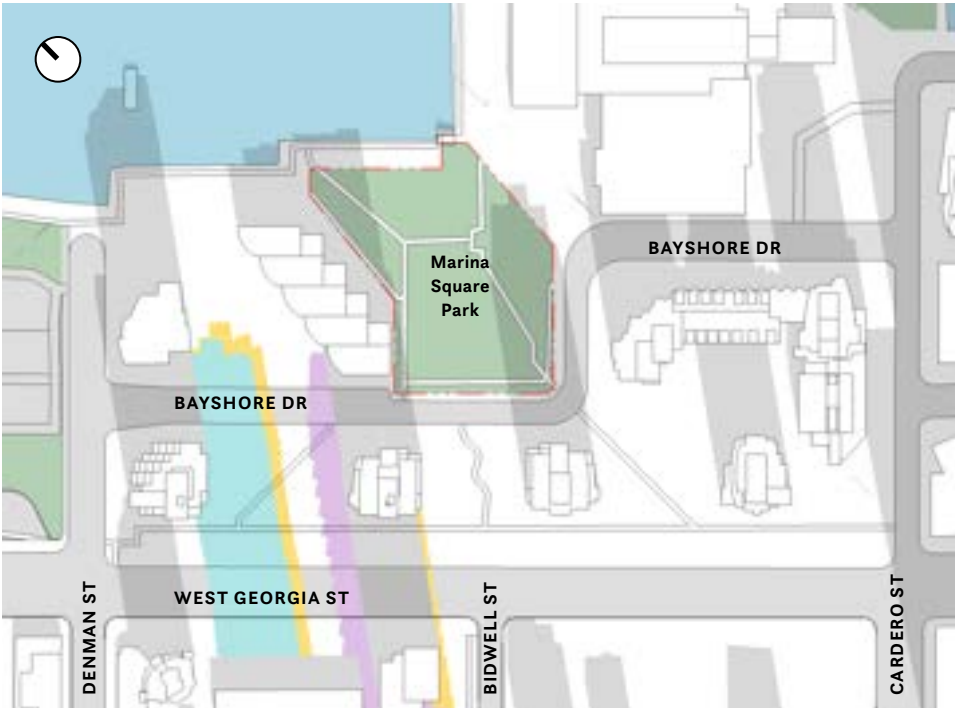 BAYSHORE DR
Marina
Square
Park
BAYSHORE DR
WEST GEORGIA ST
DENMAN ST
BIDWELL ST
CARDERO ST